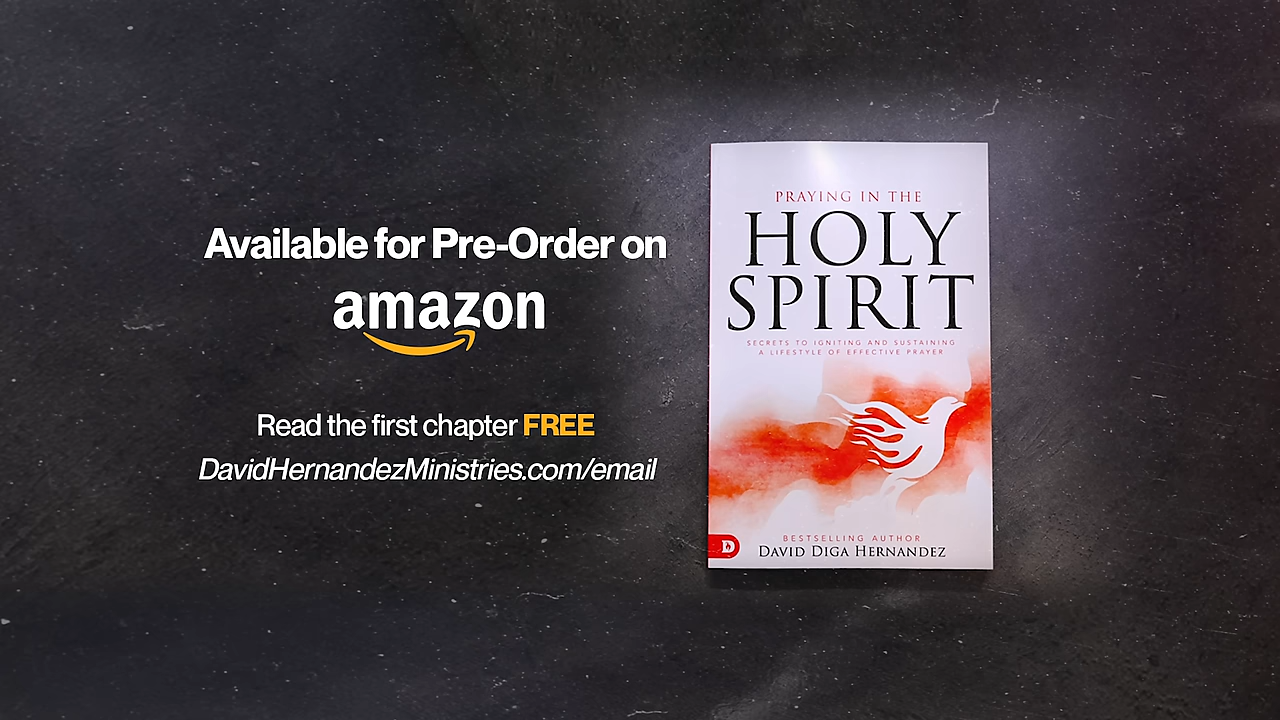 Available for Pre-Order on
amazon
Read the first chapter FREE
DavidHernandezMinistries.com/email
PRAYING IN THE
HOLY
SPIRIT
SECRETS TO IGNITING AND SUSTAINING
A LIFESTYLE OF EFFECTIVE PRAYER
BESTSELLING AUTHOR
DAVID DIGA HERNANDEZ